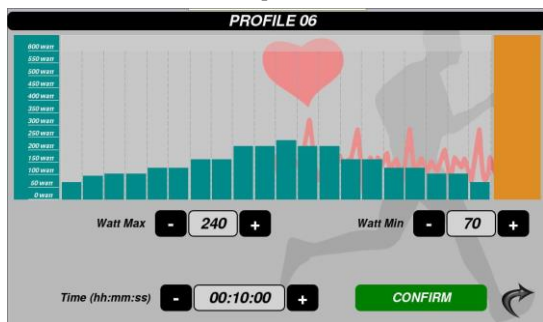 PROFILE 06
600 watt
550 watt
500 watt
450 watt
400 watt
350 watt
300 watt
250 watt
200 watt
150 watt
100 watt
50 watt
0 watt
Watt Max - 240 + Watt Min - 70 +
Time (hh:mm:ss) - 00:10:00 + CONFIRM